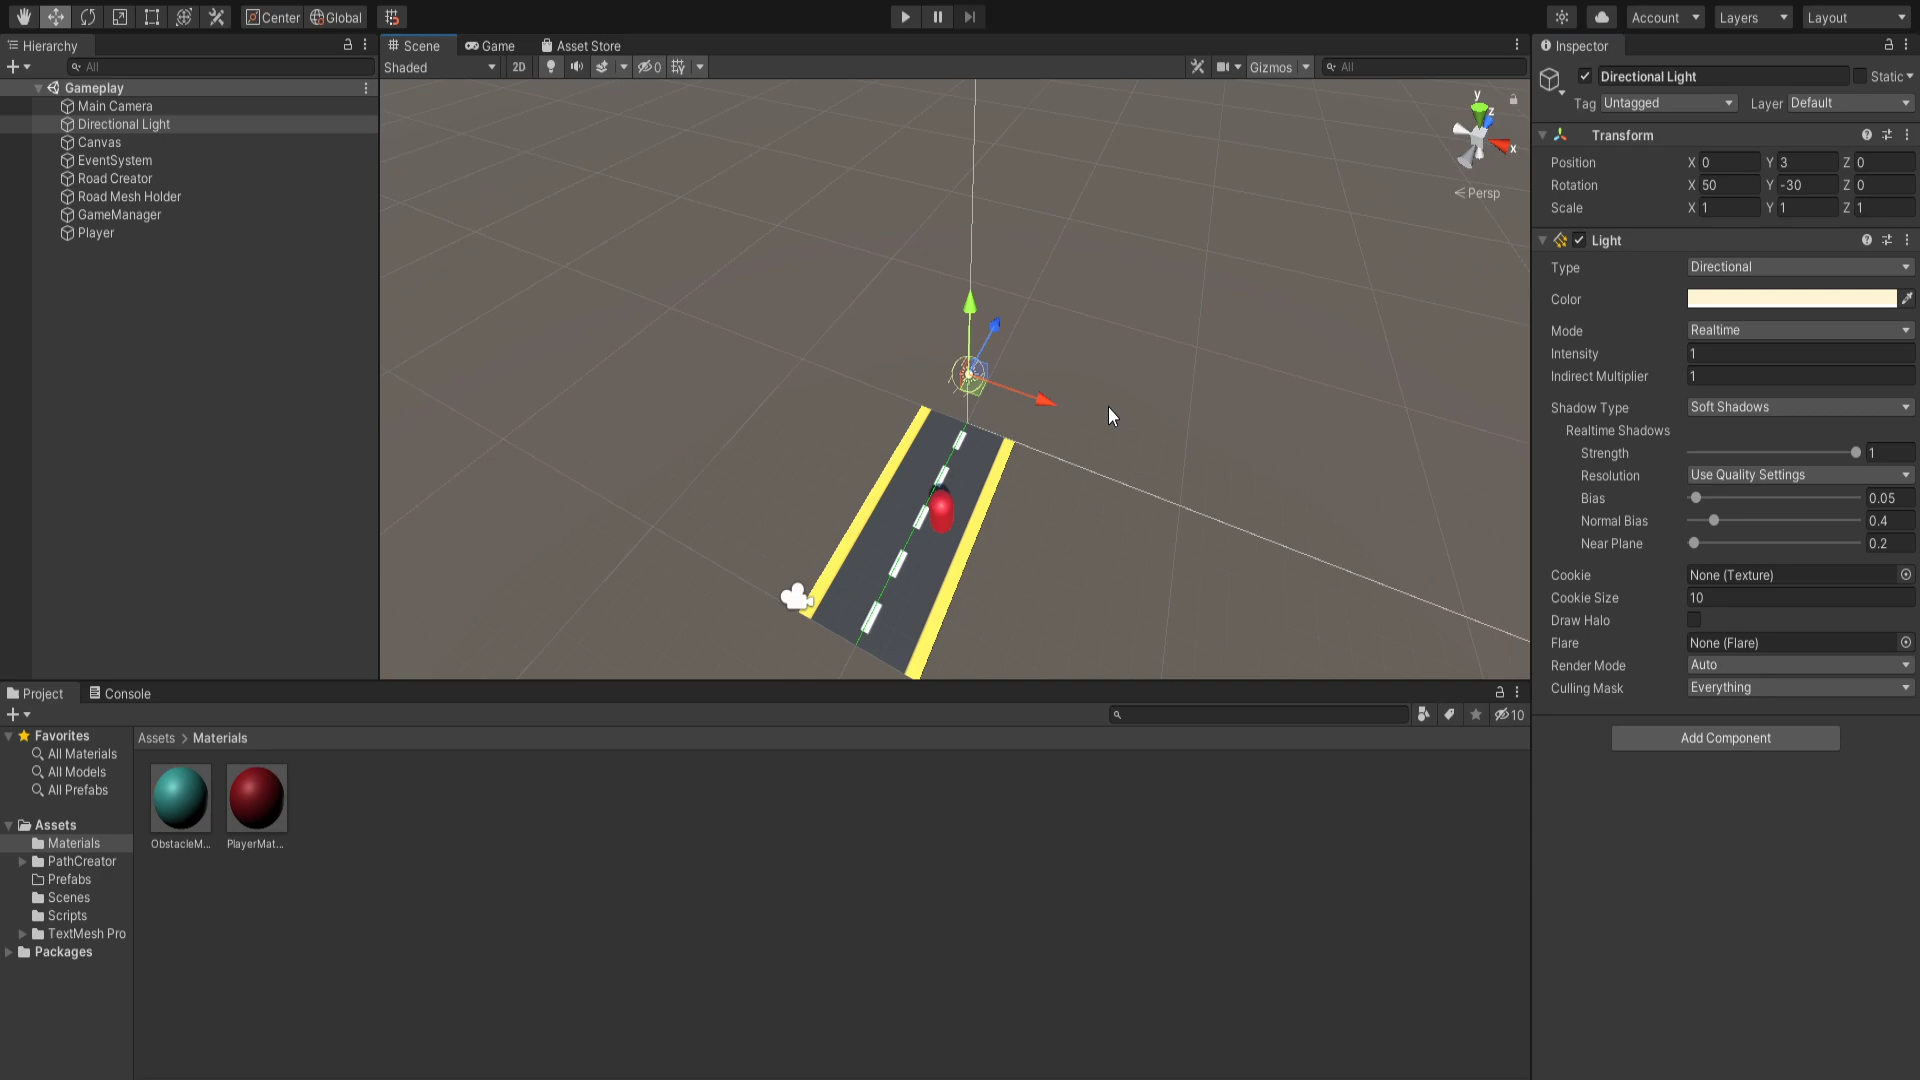 Center Global
Account Layers Layout
Hierarchy
All
Gameplay
Main Camera
Directional Light
Canvas
EventSystem
Road Creator
Road Mesh Holder
GameManager
Player
Scene Game Asset Store
Shaded 2D 0 Gizmos All
y
z
x
Persp
Inspector
Directional Light Static
Tag Untagged Layer Default
Transform
Position X 0 Y 3 Z 0
Rotation X 50 Y -30 Z 0
Scale X 1 Y 1 Z 1
Light
Type Directional
Color
Mode Realtime
Intensity 1
Indirect Multiplier 1
Shadow Type Soft Shadows
Realtime Shadows
Strength 1
Resolution Use Quality Settings
Bias 0.05
Normal Bias 0.4
Near Plane 0.2
Cookie None (Texture)
Cookie Size 10
Draw Halo
Flare None (Flare)
Render Mode Auto
Culling Mask Everything
Add Component
Project Console
10
Favorites
All Materials
All Models
All Prefabs
Assets
Materials
PathCreator
Prefabs
Scenes
Scripts
TextMesh Pro
Packages
Assets > Materials
ObstacleM... PlayerMat...